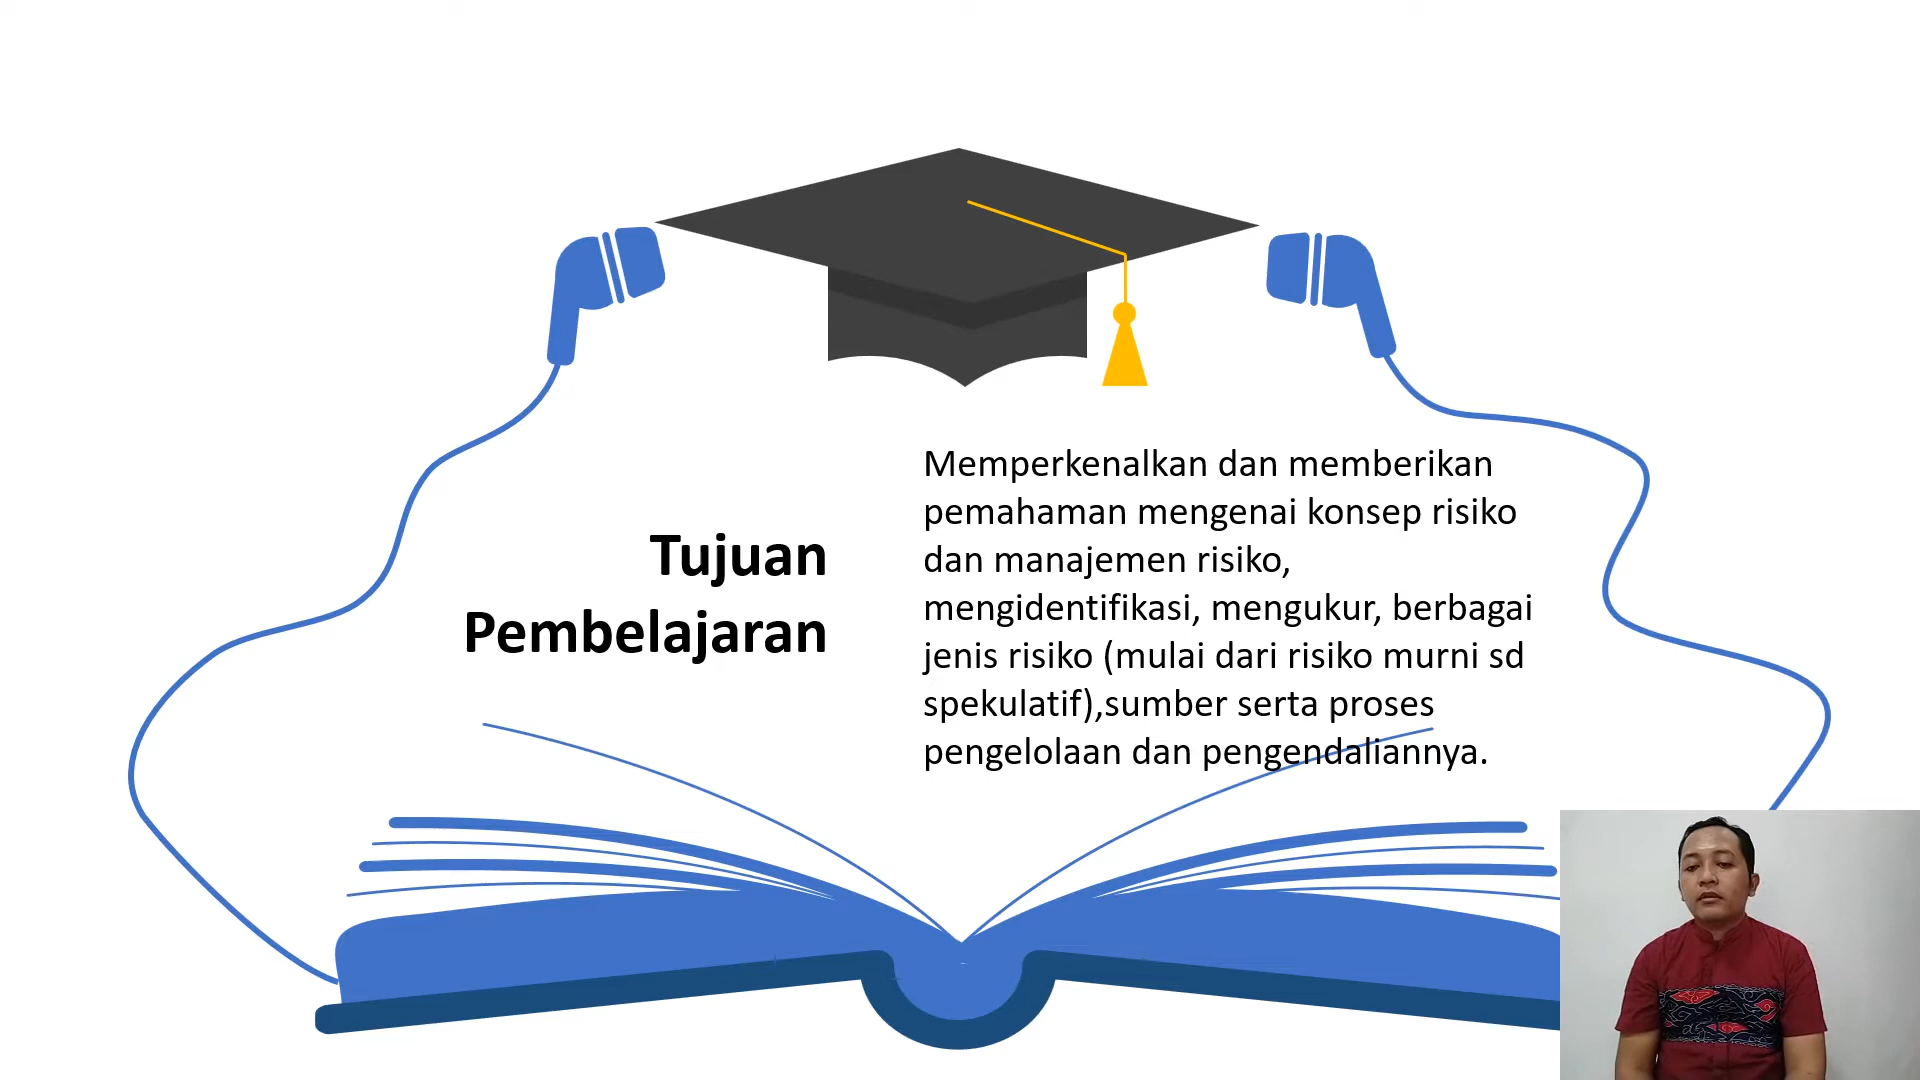 Tujuan
Pembelajaran
Memperkenalkan dan memberikan
pemahaman mengenai konsep risiko
dan manajemen risiko,
mengidentifikasi, mengukur, berbagai
jenis risiko (mulai dari risiko murni sd
spekulatif),sumber serta proses
pengelolaan dan pengendaliannya.